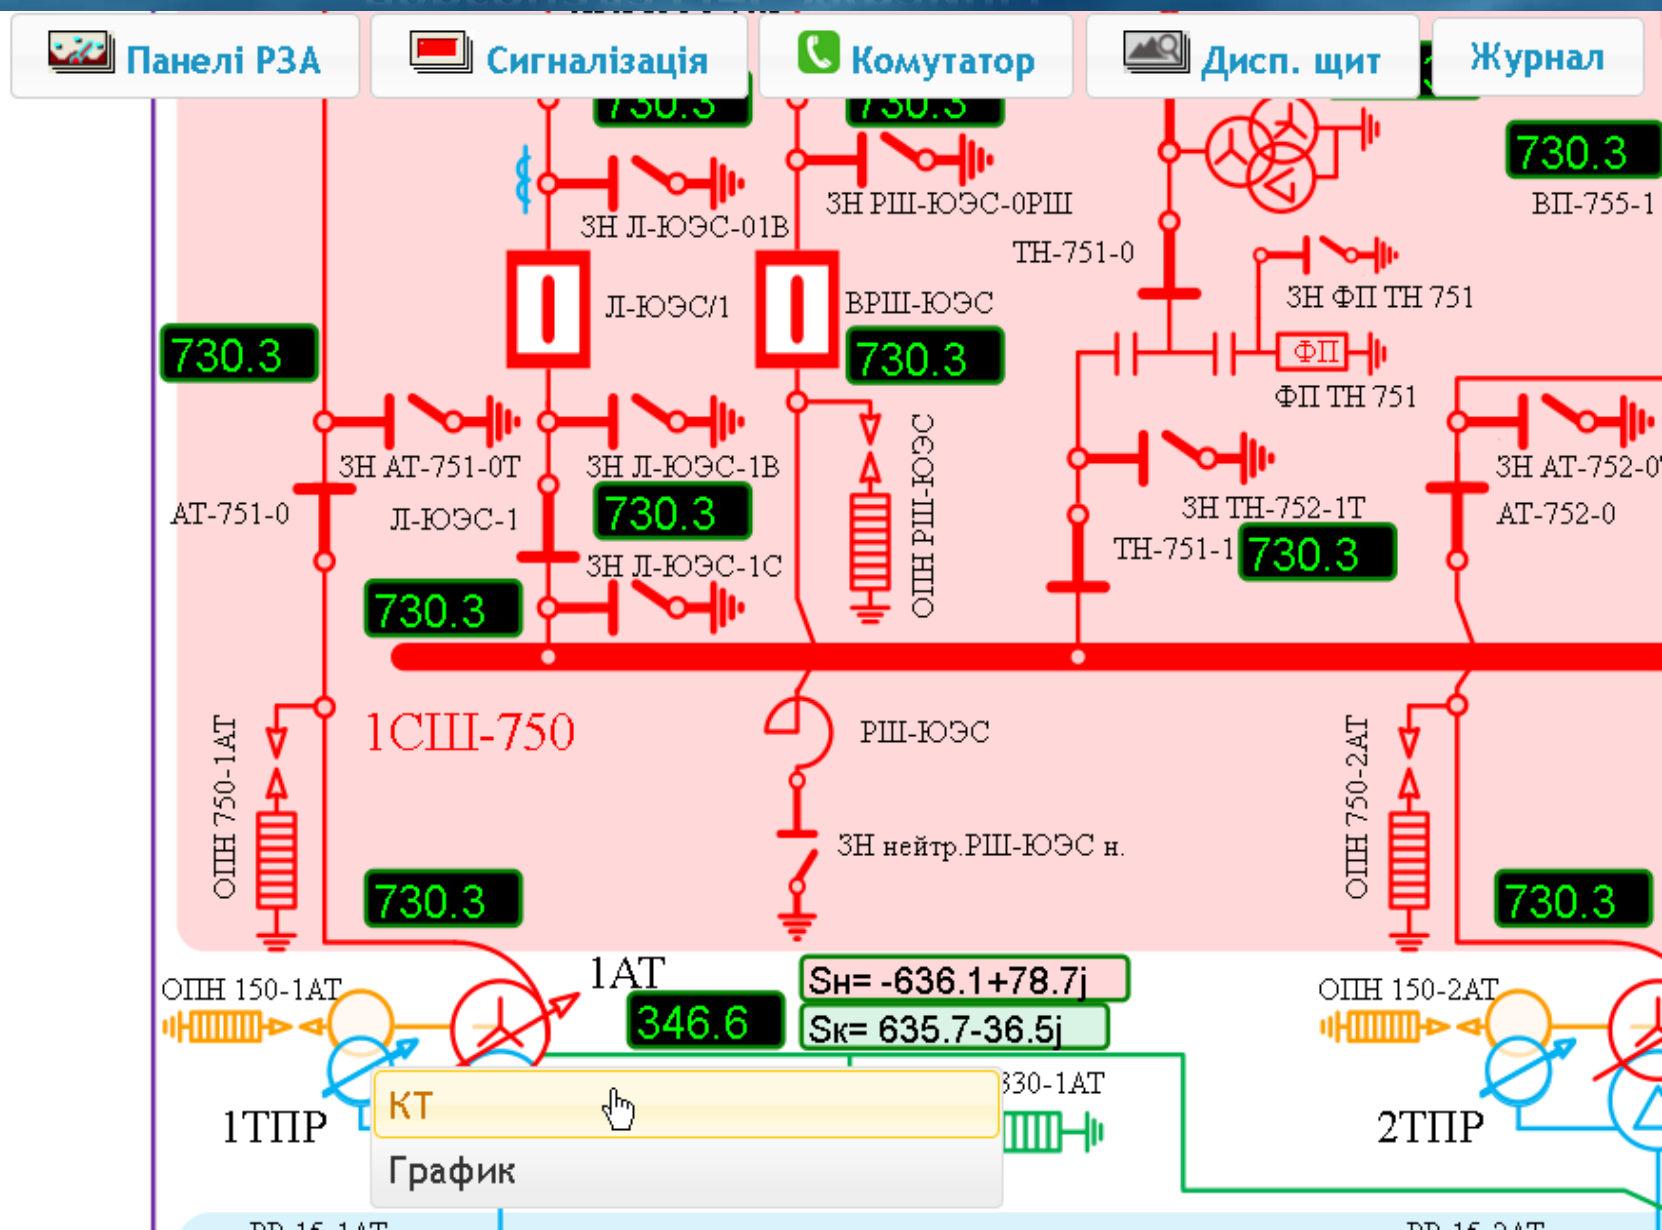 Панелі РЗА
Сигналізація
Комутатор
Дисп. щит
Журнал
730.3
730.3
730.3
ВП-755-1
ЗН Л-ЮЭС-01В
ЗН РШ-ЮЭС-0РШ
ТН-751-0
ЗН ФП ТН 751
Л-ЮЭС/1
ВРШ-ЮЭС
730.3
730.3
ФП
ФП ТН 751
ЗН АТ-751-0Т
ЗН Л-ЮЭС-1В
ОПН РШ-ЮЭС
АТ-751-0
Л-ЮЭС-1
730.3
ЗН ТН-752-1Т
ТН-751-1
730.3
АТ-752-0
ЗН Л-ЮЭС-1С
730.3
1СШ-750
РШ-ЮЭС
ОПН 750-1АТ
ОПН 750-2АТ
ЗН нейтр.РШ-ЮЭС н.
730.3
730.3
ОПН 150-1АТ
1АТ
346.6
Sн= -636.1+78.7j
Sк= 635.7-36.5j
ОПН 150-2АТ
1ТПР
КТ
График
330-1АТ
2ТПР